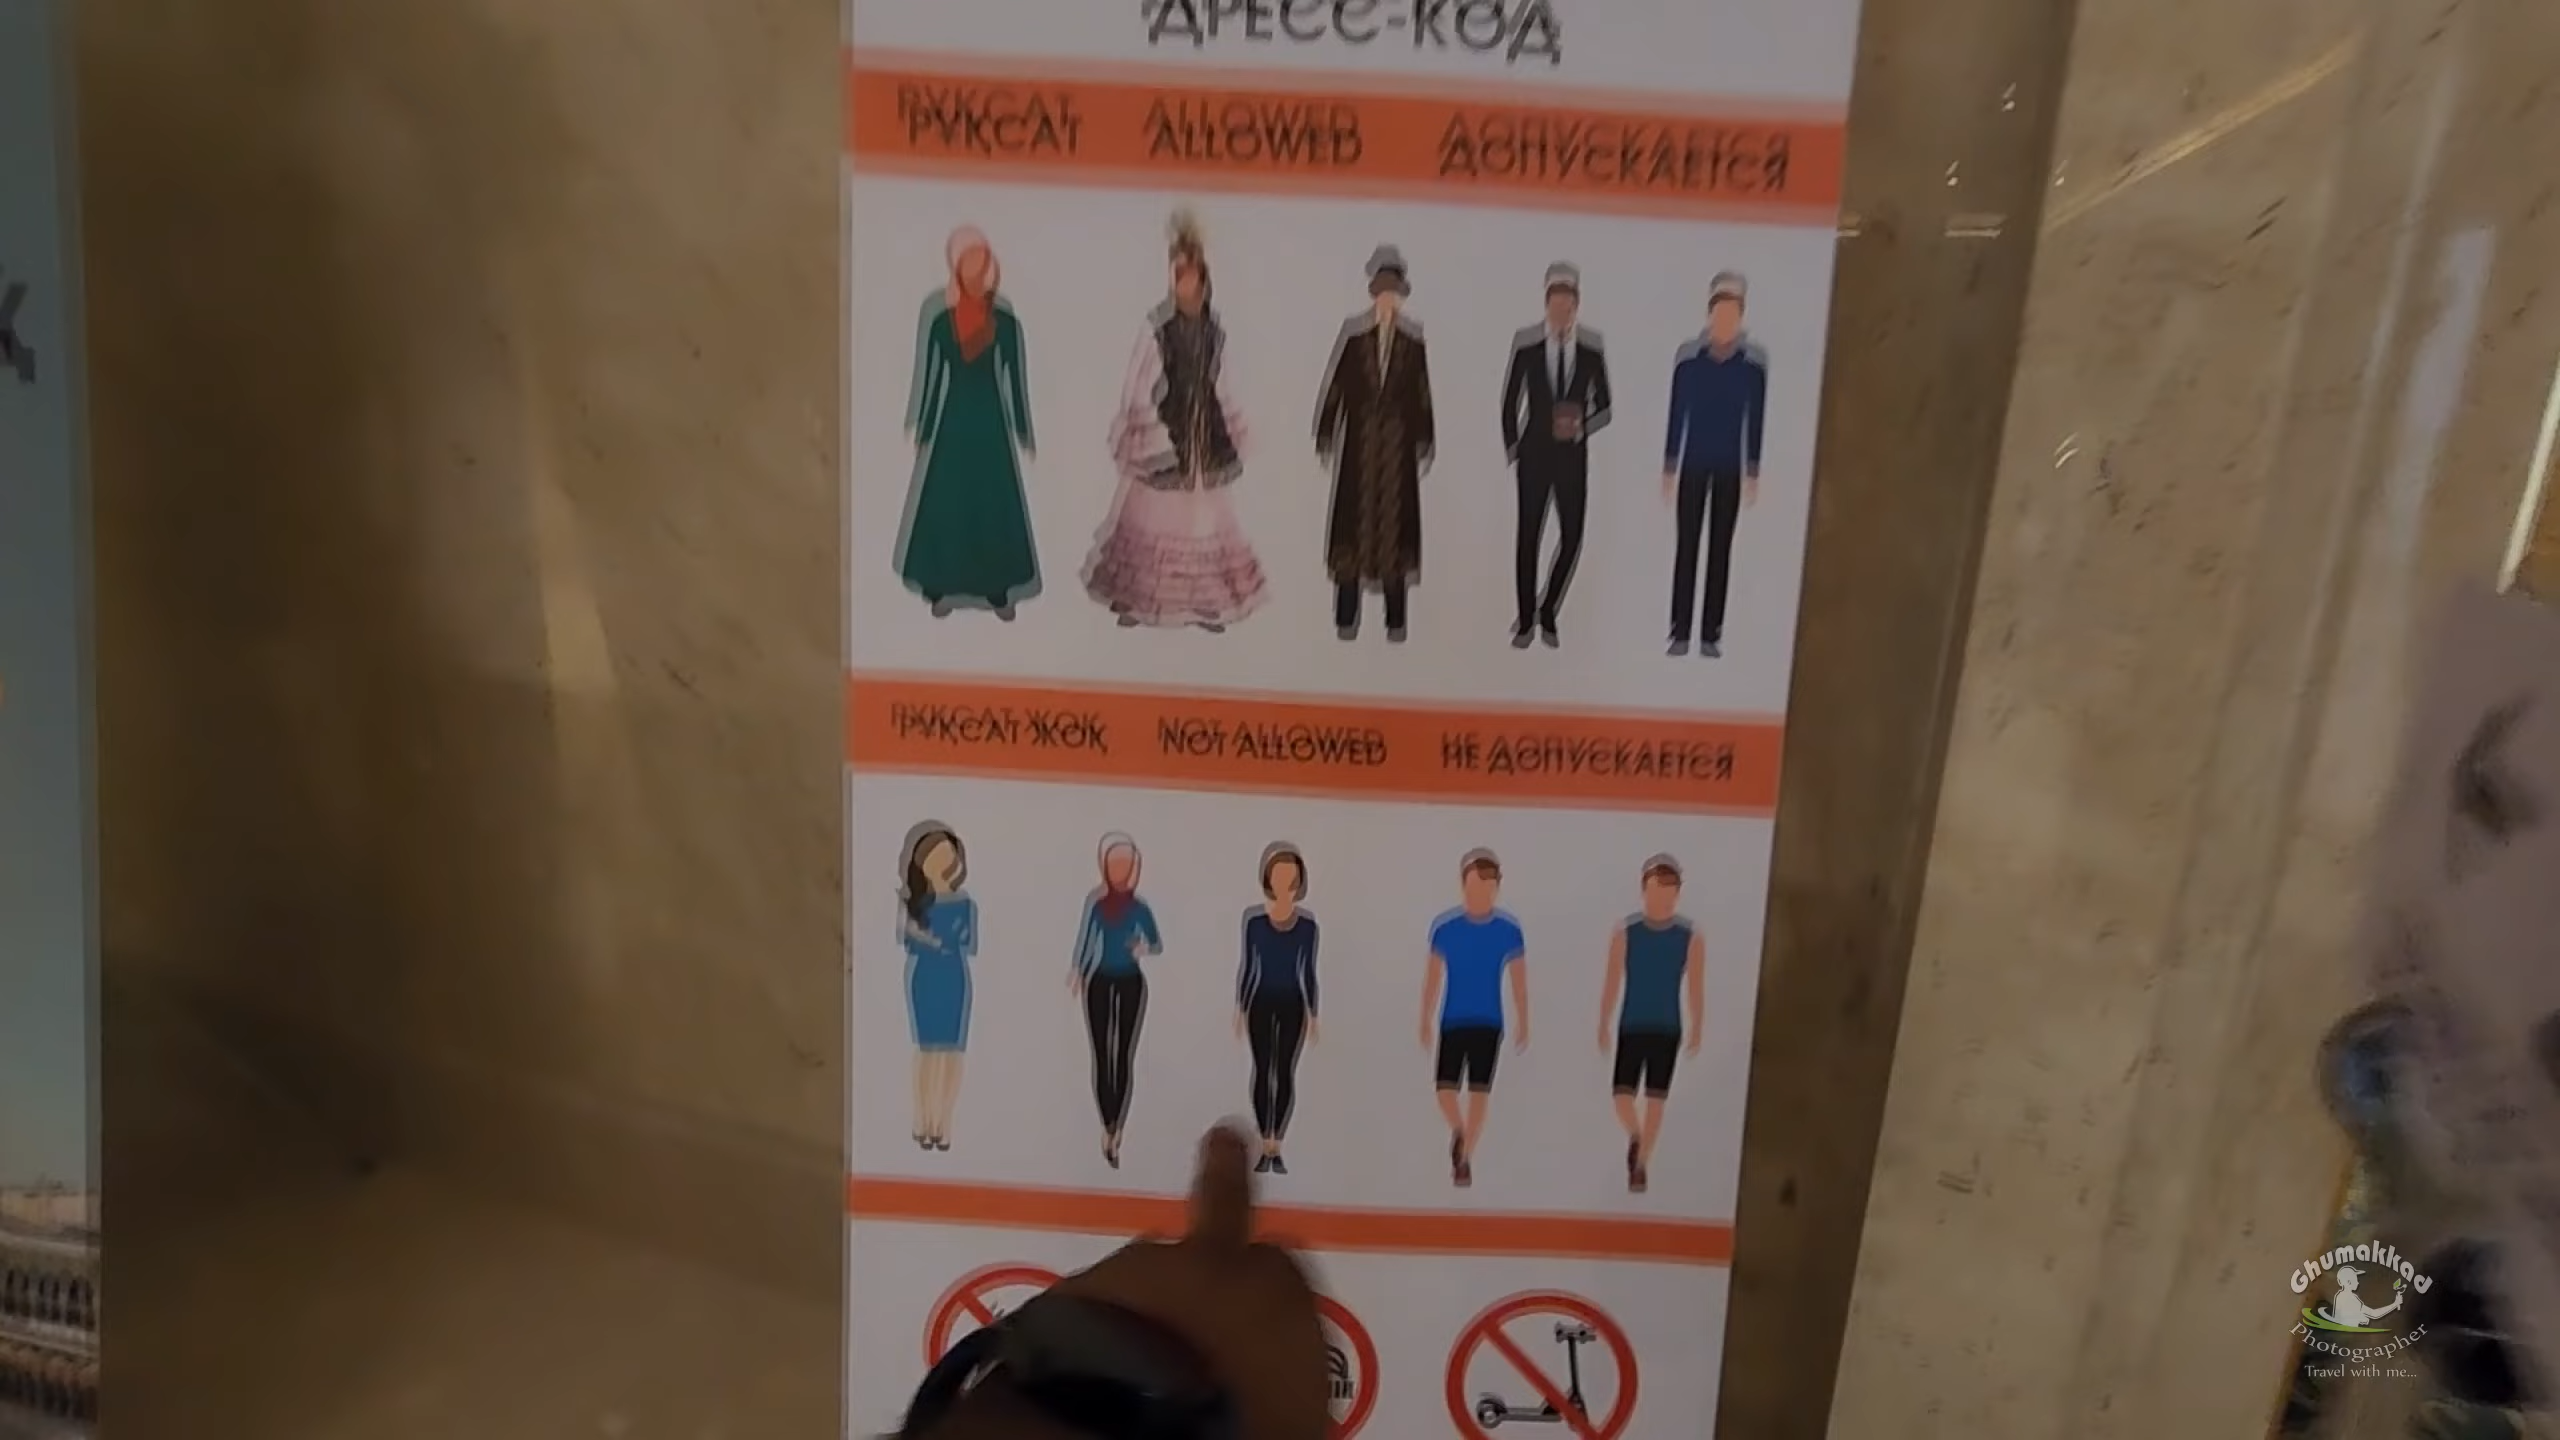 ДРЕСС-КОД
РҰҚСАТ ALLOWED ДОПУСКАЕТСЯ
РҰҚСАТ ЖОҚ NOT ALLOWED НЕ ДОПУСКАЕТСЯ
Ghumakkad
Photographer
Travel with me...